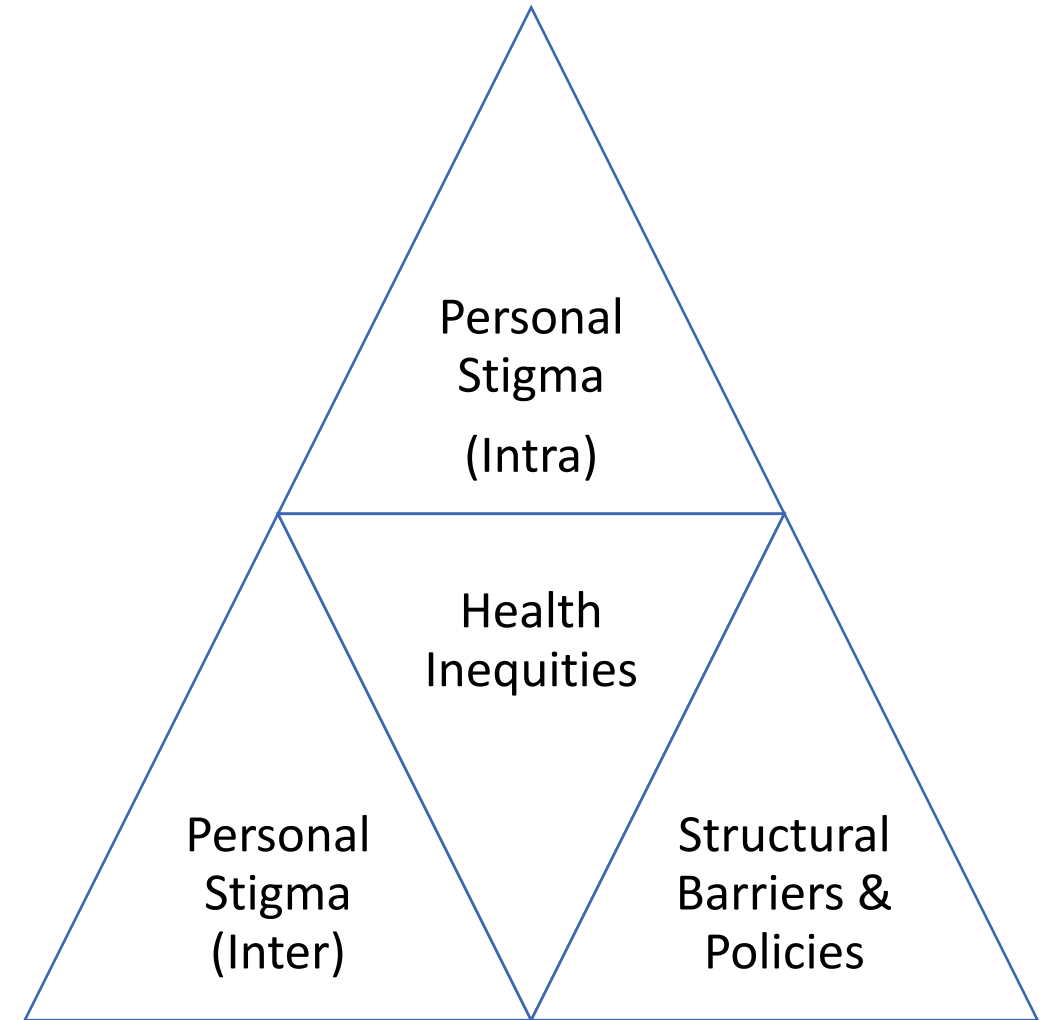 Personal
Stigma
(Intra)
Health
Inequities
Personal
Stigma
(Inter)
Structural
Barriers &
Policies